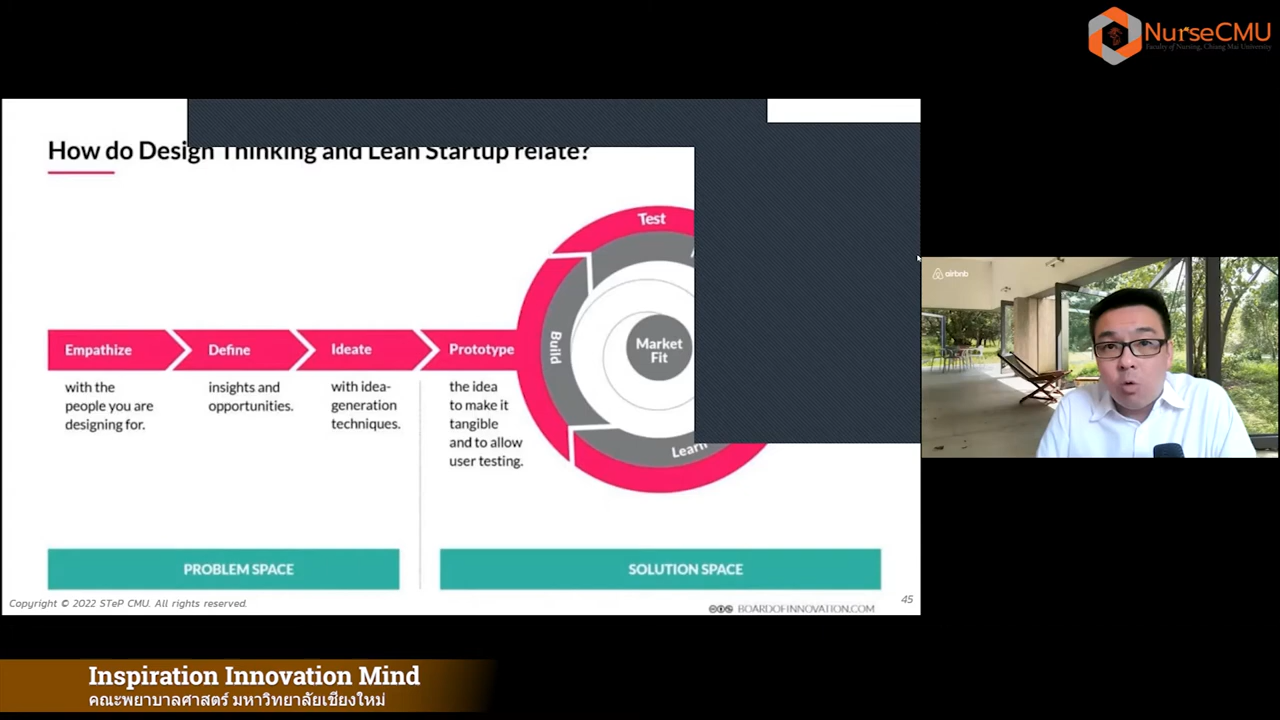 NurseCMU
Faculty of Nursing, Chiang Mai University
How do Design Thinking and Lean Startup relate?
Test
Build
Market
Fit
Learn
Empathize
with the
people you are
designing for.
Define
insights and
opportunities.
Ideate
with idea-
generation
techniques.
Prototype
the idea
to make it
tangible
and to allow
user testing.
PROBLEM SPACE
SOLUTION SPACE
Copyright © 2022 STeP CMU. All rights reserved.
45
BOARDOFINNOVATION.COM
airbnb
Inspiration Innovation Mind
คณะพยาบาลศาสตร์ มหาวิทยาลัยเชียงใหม่